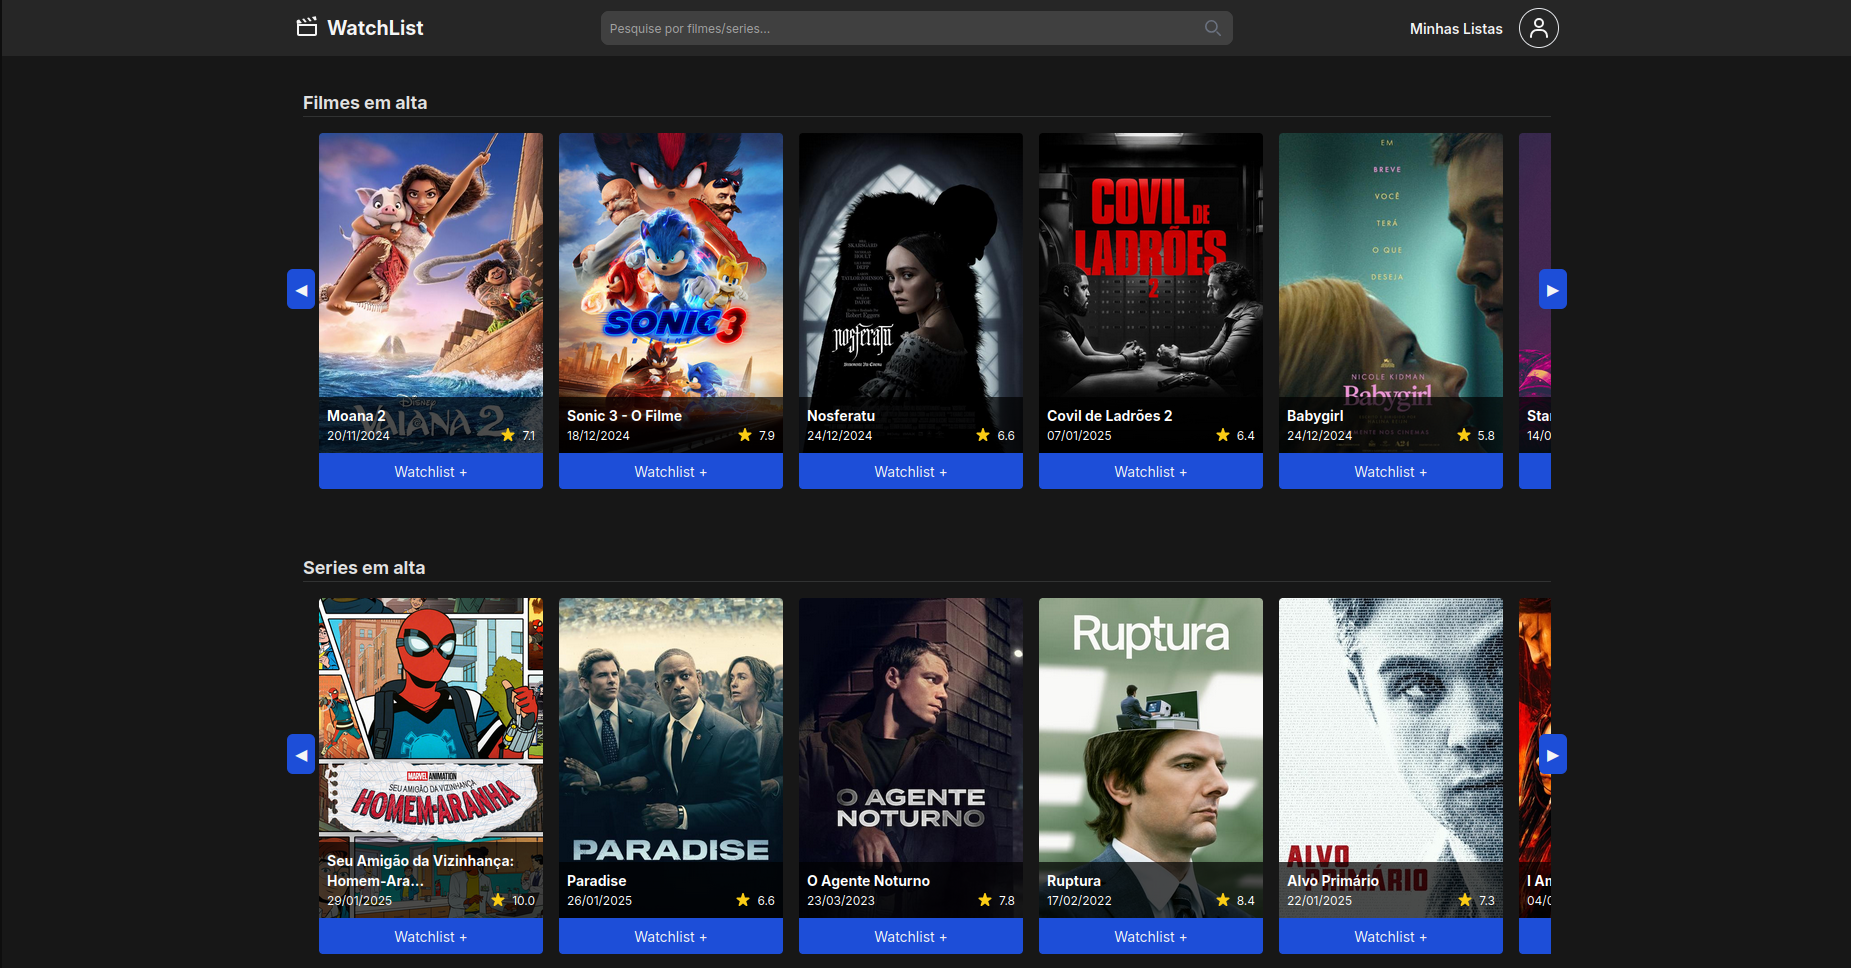 WatchList
Pesquise por filmes/series...
Minhas Listas
Filmes em alta
Disney
VAIANA 2
Moana 2
20/11/2024
7.1
Watchlist +
SONIC 3
Sonic 3 - O Filme
18/12/2024
7.9
Watchlist +
Robert Eggers
nosferatu
Nosferatu
24/12/2024
6.6
Watchlist +
COVIL DE
LADRÕES
2
Covil de Ladrões 2
07/01/2025
6.4
Watchlist +
EM
BREVE
VOCÊ
TERÁ
O QUE
DESEJA
NICOLE KIDMAN
Babygirl
Babygirl
24/12/2024
5.8
Watchlist +
Star
14/0
Series em alta
MARVEL ANIMATION
SEU AMIGÃO DA VIZINHANÇA
HOMEM-ARANHA
Seu Amigão da Vizinhança:
Homem-Ara...
29/01/2025
10.0
Watchlist +
PARADISE
Paradise
26/01/2025
6.6
Watchlist +
O AGENTE
NOTURNO
O Agente Noturno
23/03/2023
7.8
Watchlist +
Ruptura
Ruptura
17/02/2022
8.4
Watchlist +
ALVO
PRIMÁRIO
Alvo Primário
22/01/2025
7.3
Watchlist +
I An
04/0